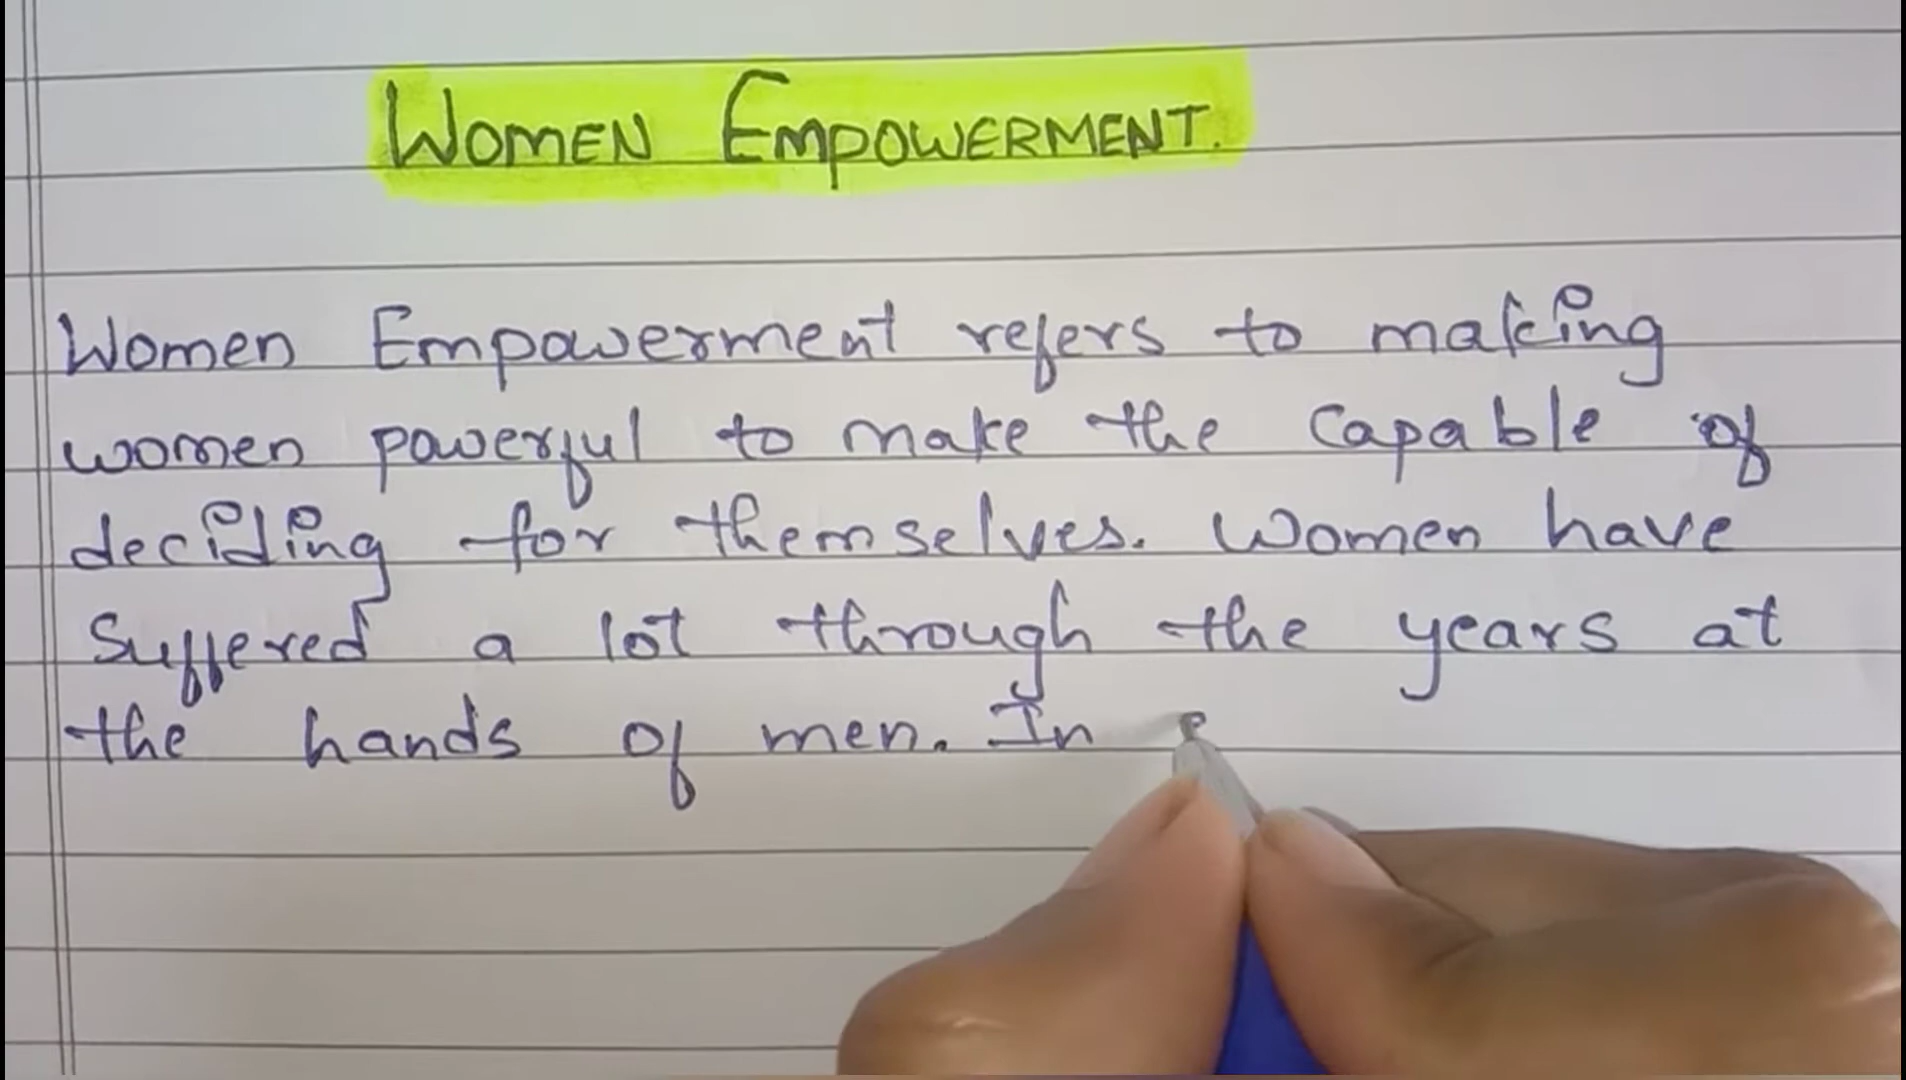 WOMEN EMPOWERMENT.
Women Empowerment refers to making
women powerful to make the capable of
deciding for themselves. Women have
Suffered a lot through the years at
the hands of men. In